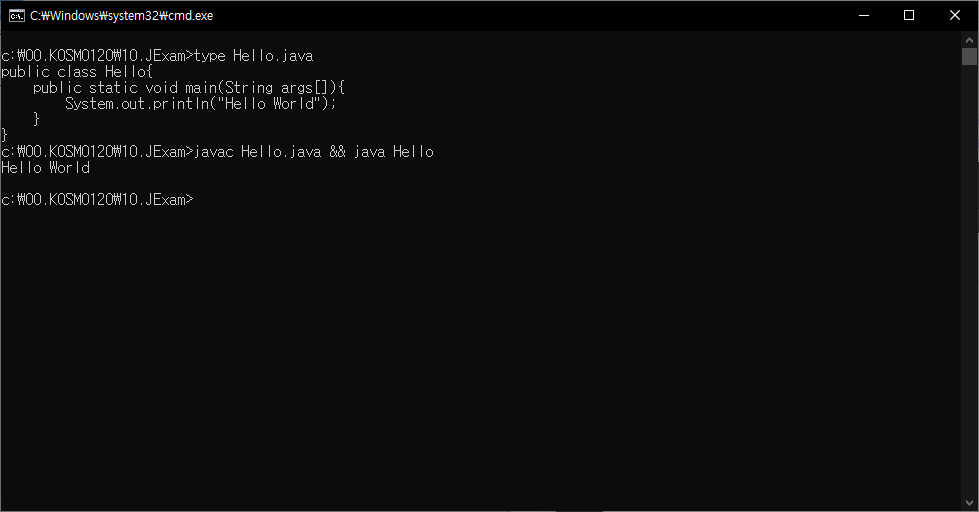 C:₩Windows₩system32₩cmd.exe
c:₩00.KOSMO120₩10.JExam>type Hello.java
public class Hello{
    public static void main(String args[]){
        System.out.println("Hello World");
    }
}
c:₩00.KOSMO120₩10.JExam>javac Hello.java && java Hello
Hello World
c:₩00.KOSMO120₩10.JExam>